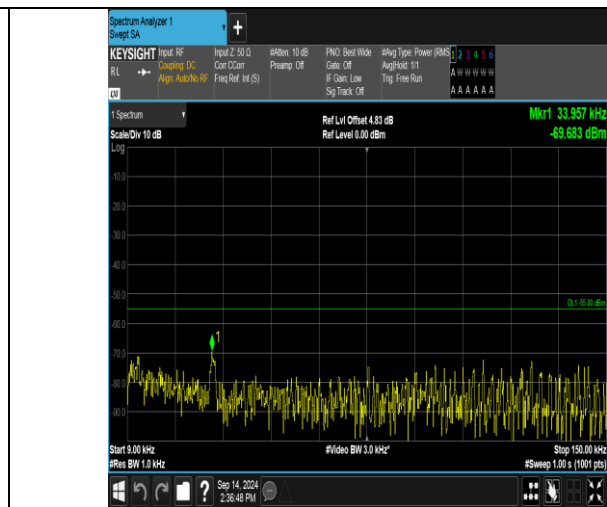 Spectrum Analyzer 1
Swept SA
+
KEYSIGHT
RL
Input: RF
Coupling: DC
Align: Auto/No RF
Input Z: 50 Ω
Corr CCorr
Freq Ref: Int (S)
#Atten: 10 dB
Preamp: Off
PNO: Best Wide
Gate: Off
IF Gain: Low
Sig Track: Off
#Avg Type: Power (RMS
Avg|Hold: 1/1
Trig: Free Run
1 2 3 4 5 6
A W W W W W
A A A A A A
1 Spectrum
Scale/Div 10 dB
Ref Lvl Offset 4.83 dB
Ref Level 0.00 dBm
Mkr1 33.957 kHz
-69.683 dBm
Log
-10.0
-20.0
-30.0
-40.0
-50.0
DL1 -55.00 dBm
-60.0
-70.0
1
-80.0
-90.0
Start 9.00 kHz
#Res BW 1.0 kHz
#Video BW 3.0 kHz*
Stop 150.00 kHz
#Sweep 1.00 s (1001 pts)
?
Sep 14, 2024
2:36:48 PM